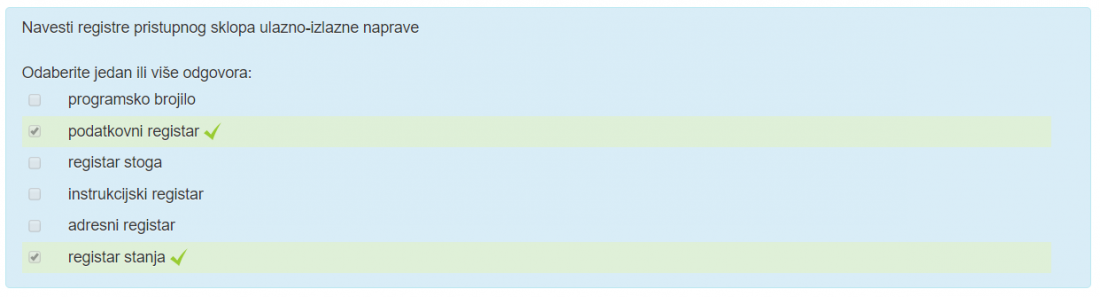 Navesti registre pristupnog sklopa ulazno-izlazne naprave
Odaberite jedan ili više odgovora:
programsko brojilo
podatkovni registar
registar stoga
instrukcijski registar
adresni registar
registar stanja